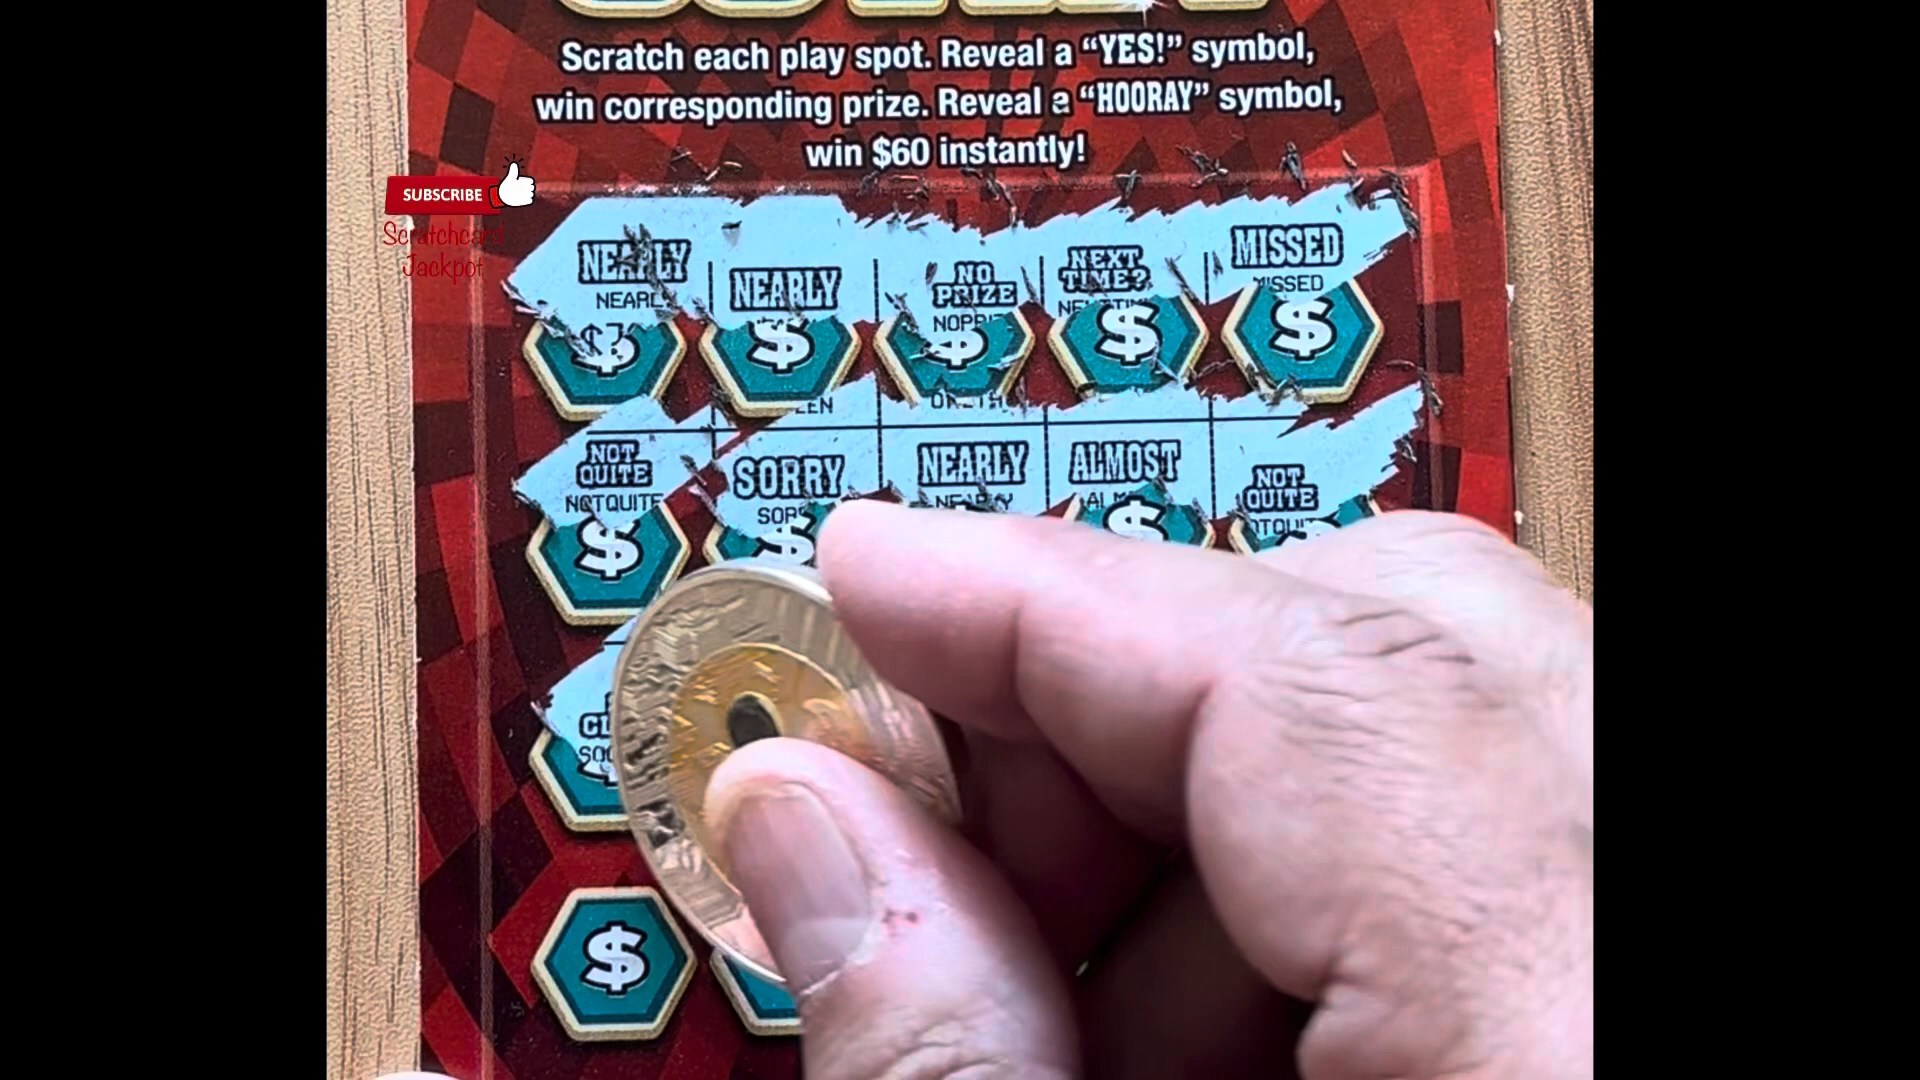 Scratch each play spot. Reveal a “YES!” symbol,
win corresponding prize. Reveal a “HOORAY” symbol,
win $60 instantly!
SUBSCRIBE
Scratchcard
Jackpot
NEARLY NEARLY NO PRIZE NEXT TIME? MISSED
NOT QUITE SORRY NEARLY ALMOST NOT QUITE
NOTQUITE